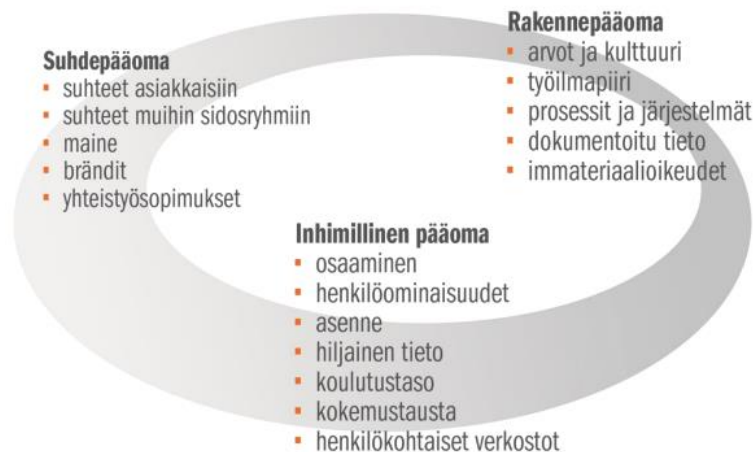 Suhdepääoma
▪ suhteet asiakkaisiin
▪ suhteet muihin sidosryhmiin
▪ maine
▪ brändit
▪ yhteistyösopimukset
Rakennepääoma
▪ arvot ja kulttuuri
▪ työilmapiiri
▪ prosessit ja järjestelmät
▪ dokumentoitu tieto
▪ immateriaalioikeudet
Inhimillinen pääoma
▪ osaaminen
▪ henkilöominaisuudet
▪ asenne
▪ hiljainen tieto
▪ koulutustaso
▪ kokemustausta
▪ henkilökohtaiset verkostot